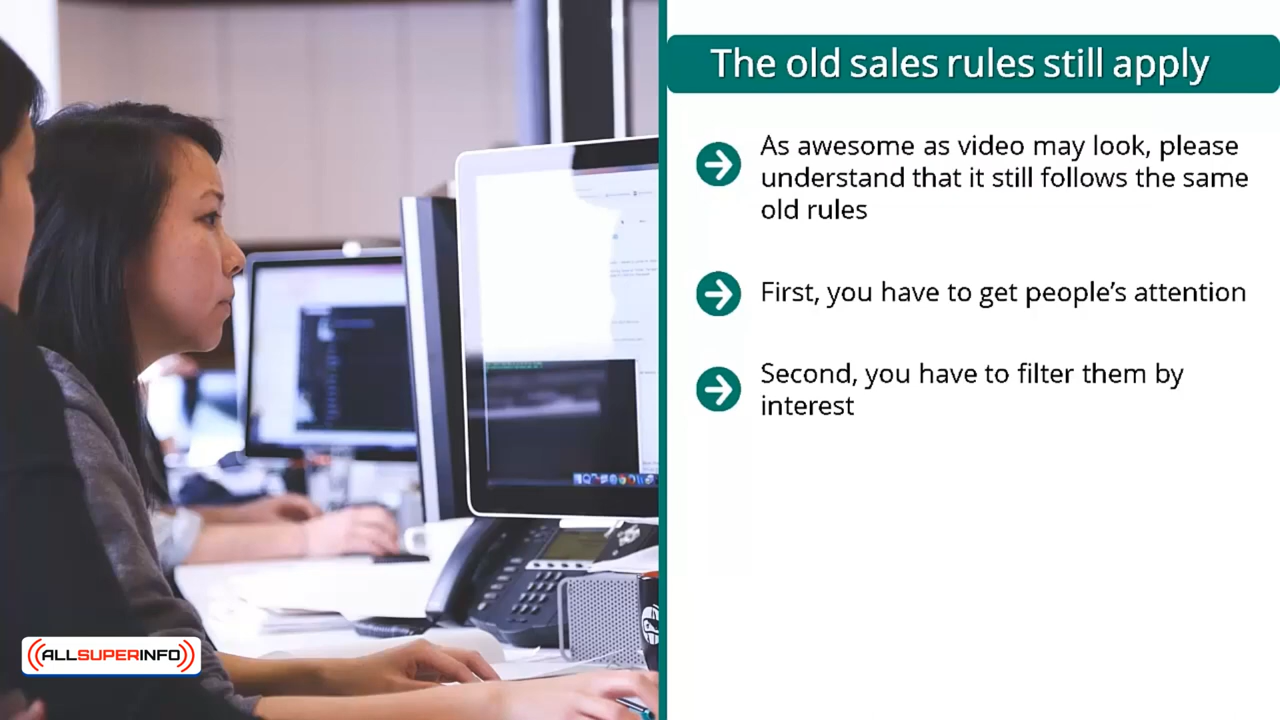 The old sales rules still apply
As awesome as video may look, please
understand that it still follows the same
old rules
First, you have to get people's attention
Second, you have to filter them by
interest
ALLSUPERINFO